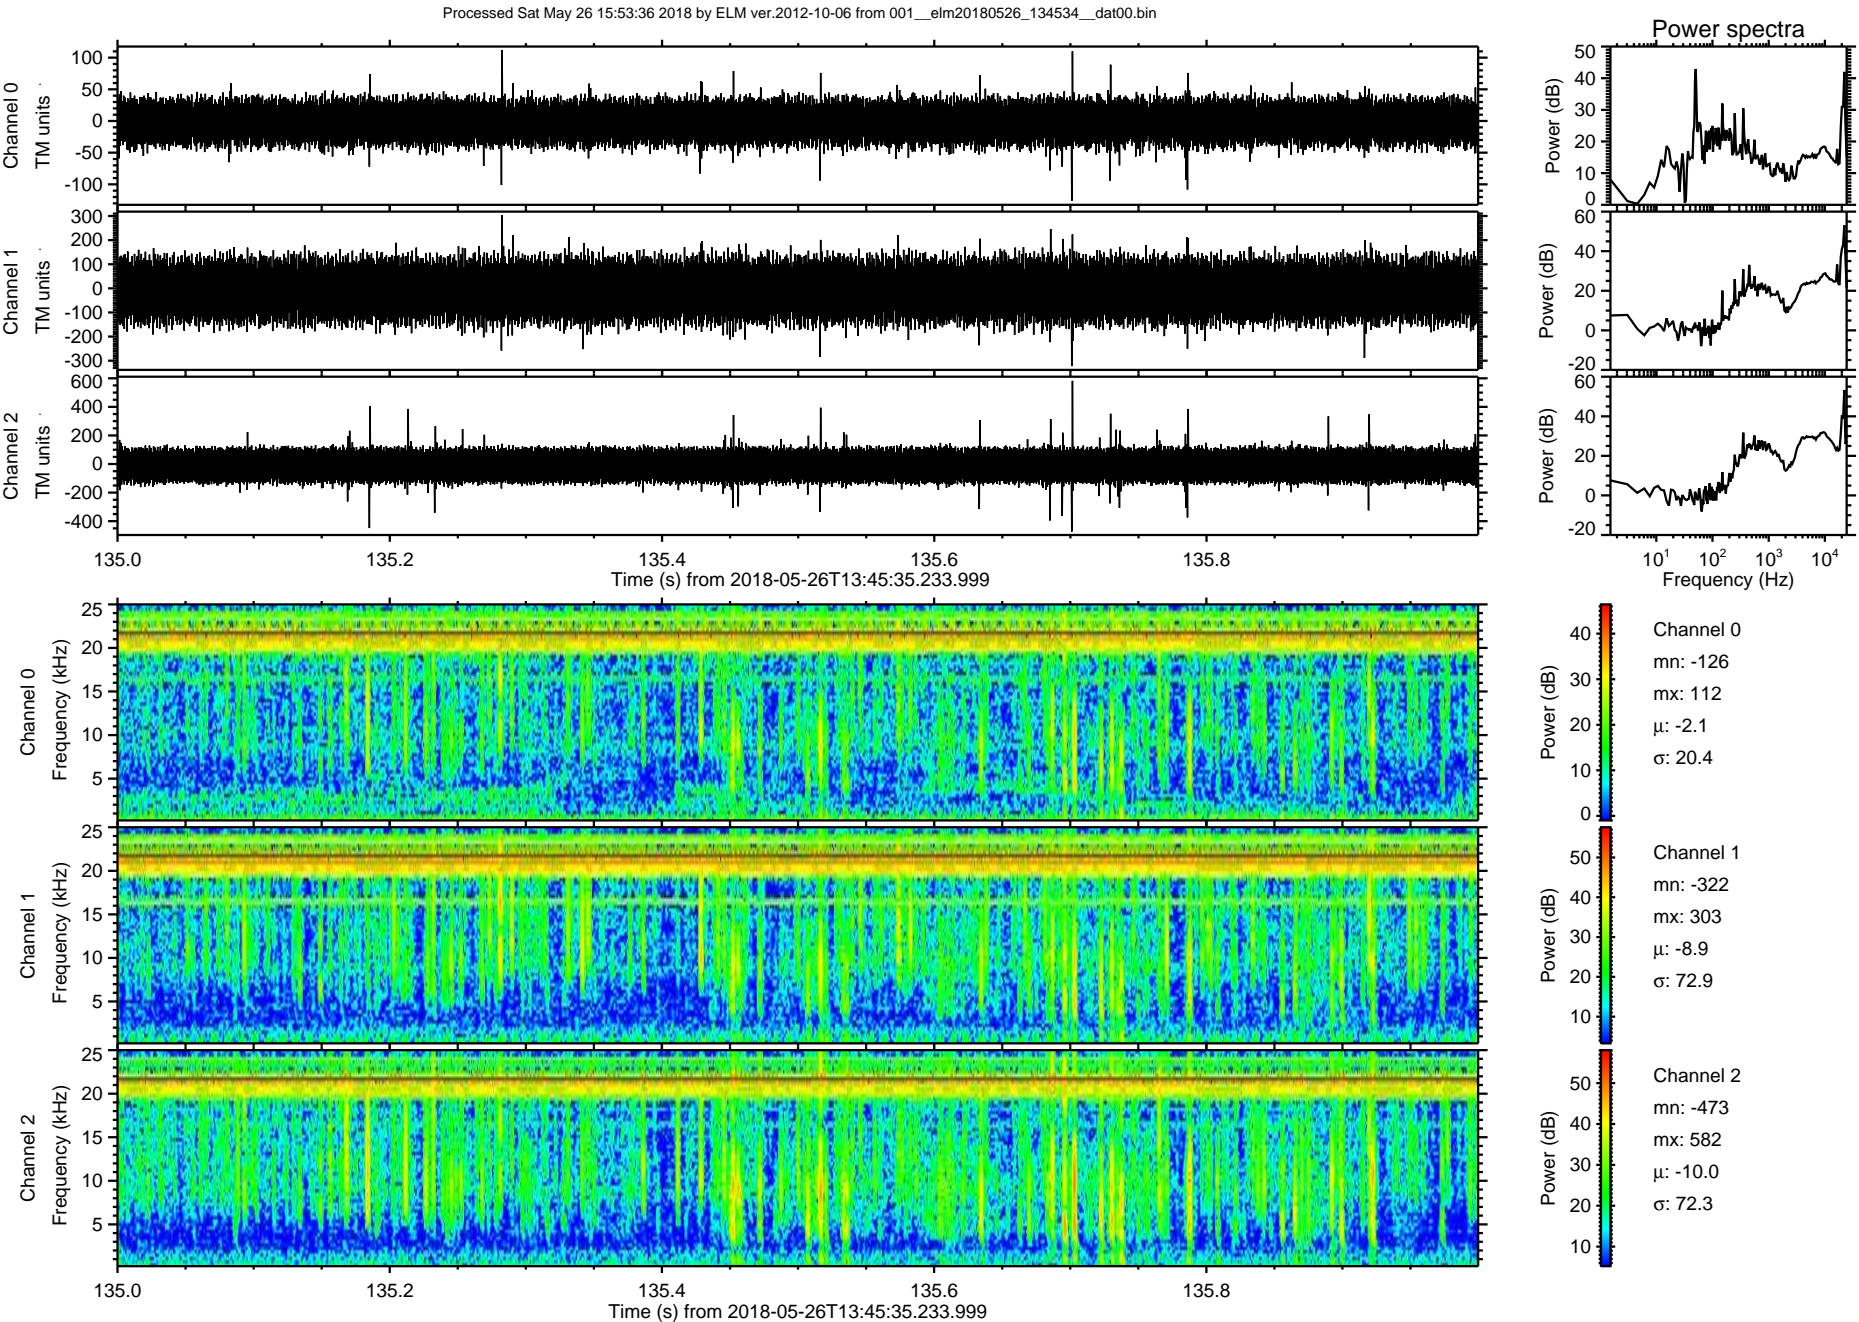 Processed Sat May 26 15:53:36 2018 by ELM ver.2012-10-06 from 001__elm20180526_134534__dat00.bin
Power spectra
Channel 0
TM units
100
50
0
-50
-100
Power (dB)
50
40
30
20
10
0
Channel 1
TM units
300
200
100
0
-100
-200
-300
Power (dB)
60
40
20
0
-20
Channel 2
TM units
600
400
200
0
-200
-400
Power (dB)
60
40
20
0
-20
135.0 135.2 135.4 135.6 135.8
Time (s) from 2018-05-26T13:45:35.233.999
10^1 10^2 10^3 10^4
Frequency (Hz)
Channel 0
Frequency (kHz)
25
20
15
10
5
Power (dB)
40
30
20
10
0
Channel 0
mn: -126
mx: 112
μ: -2.1
σ: 20.4
Channel 1
Frequency (kHz)
25
20
15
10
5
Power (dB)
50
40
30
20
10
Channel 1
mn: -322
mx: 303
μ: -8.9
σ: 72.9
Channel 2
Frequency (kHz)
25
20
15
10
5
Power (dB)
50
40
30
20
10
Channel 2
mn: -473
mx: 582
μ: -10.0
σ: 72.3
135.0 135.2 135.4 135.6 135.8
Time (s) from 2018-05-26T13:45:35.233.999